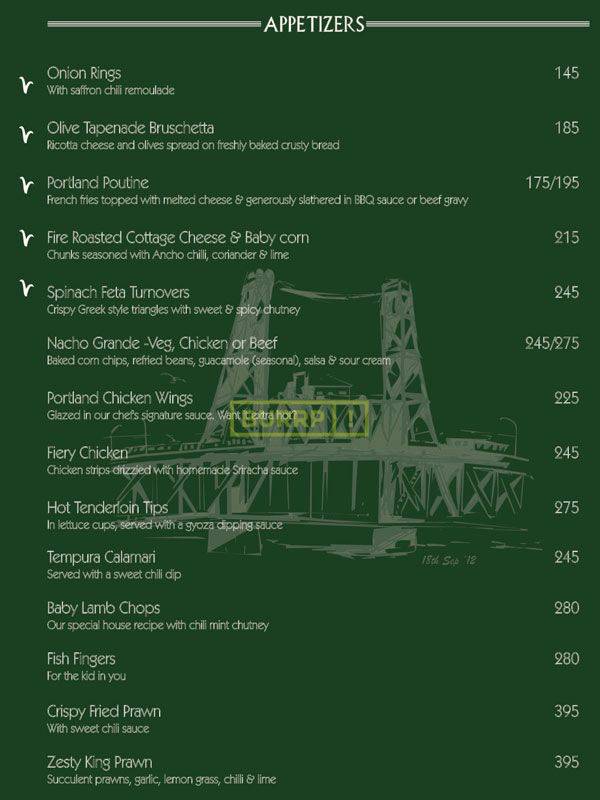 APPETIZERS
Onion Rings 145
With saffron chili remoulade
Olive Tapenade Bruschetta 185
Ricotta cheese and olives spread on freshly baked crusty bread
Portland Poutine 175/195
French fries topped with melted cheese & generously slathered in BBQ sauce or beef gravy
Fire Roasted Cottage Cheese & Baby corn 215
Chunks seasoned with Ancho chilli, coriander & lime
Spinach Feta Turnovers 245
Crispy Greek style triangles with sweet & spicy chutney
Nacho Grande -Veg, Chicken or Beef 245/275
Baked corn chips, refried beans, guacamole (seasonal), salsa & sour cream
Portland Chicken Wings 225
Glazed in our chef's signature sauce. Want it extra hot?
BURRP!
Fiery Chicken 245
Chicken strips drizzled with homemade Sriracha sauce
Hot Tenderloin Tips 275
In lettuce cups, served with a gyoza dipping sauce
Tempura Calamari 245
18th Sep '12
Served with a sweet chili dip
Baby Lamb Chops 280
Our special house recipe with chili mint chutney
Fish Fingers 280
For the kid in you
Crispy Fried Prawn 395
With sweet chili sauce
Zesty King Prawn 395
Succulent prawns, garlic, lemon grass, chilli & lime